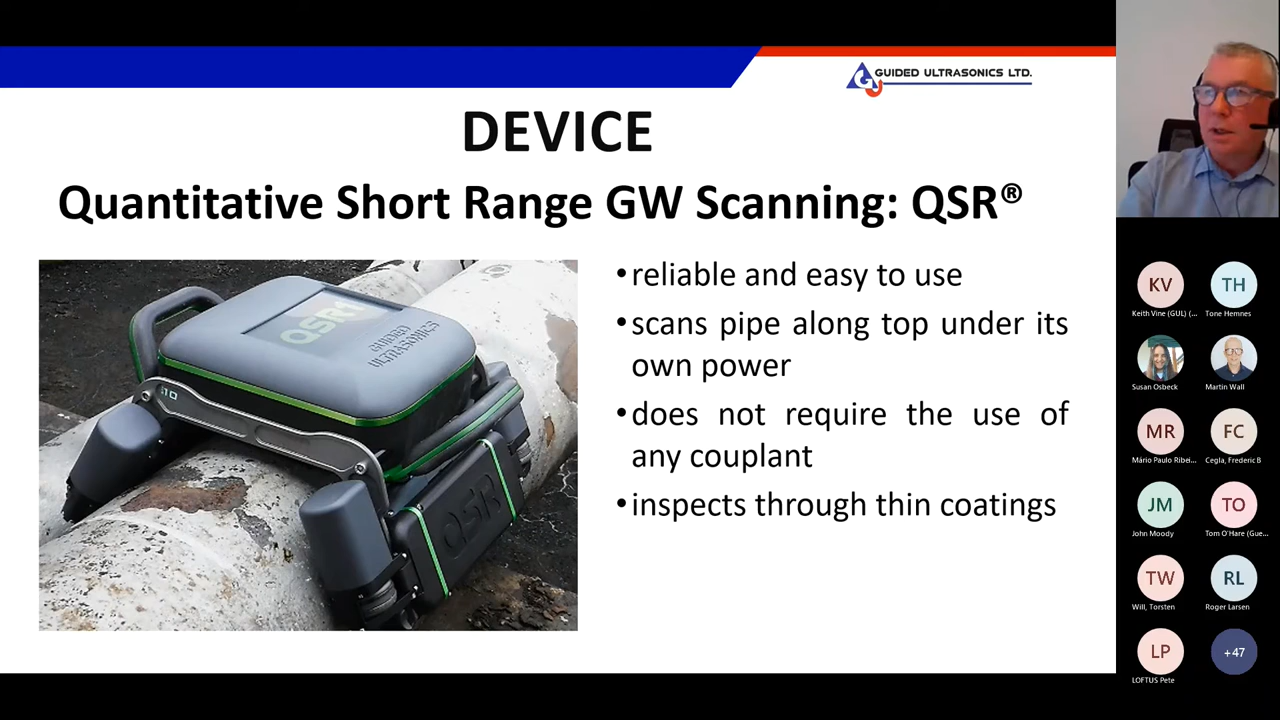 GUIDED ULTRASONICS LTD.
DEVICE
Quantitative Short Range GW Scanning: QSR®
QSR1
GUIDED
ULTRASONICS
QSR
•reliable and easy to use
•scans pipe along top under its
own power
•does not require the use of
any couplant
•inspects through thin coatings
KV
TH
Keith Vine (GUL) (...
Tone Hemnes
Susan Osbeck
Martin Wall
MR
FC
Mário Paulo Ribei...
Cegla, Frederic B
JM
TO
John Moody
Tom O'Hare (Gue...
TW
RL
Will, Torsten
Roger Larsen
LP
+47
LOFTUS Pete